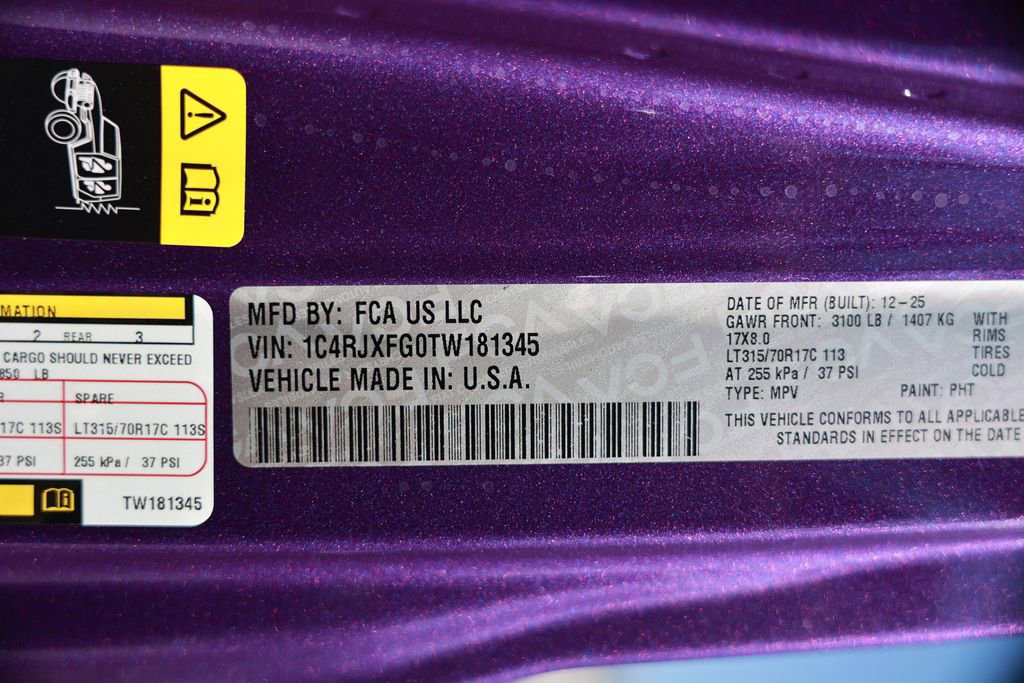 MATION
2 REAR 3
CARGO SHOULD NEVER EXCEED
850 LB
R SPARE
17C 113S LT315/70R17C 113S
37 PSI 255 kPa / 37 PSI
TW181345
MFD BY: FCA US LLC
VIN: 1C4RJXFG0TW181345
VEHICLE MADE IN: U.S.A.
DATE OF MFR (BUILT): 12-25
GAWR FRONT: 3100 LB / 1407 KG WITH
17X8.0 RIMS
LT315/70R17C 113 TIRES
AT 255 kPa / 37 PSI COLD
TYPE: MPV PAINT: PHT
THIS VEHICLE CONFORMS TO ALL APPLICABLE
STANDARDS IN EFFECT ON THE DATE